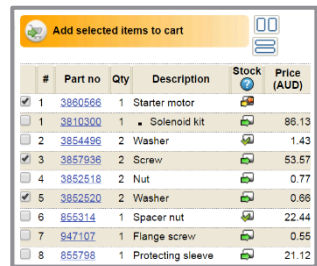 Add selected items to cart
# Part no Qty Description Stock Price (AUD)
1 3860566 1 Starter motor
1 3810300 1 • Solenoid kit 86.13
2 3854496 2 Washer 1.43
3 3857936 2 Screw 53.57
4 3852518 2 Nut 0.77
5 3852520 2 Washer 0.66
6 855314 1 Spacer nut 22.44
7 947107 1 Flange screw 0.55
8 855798 1 Protecting sleeve 21.12